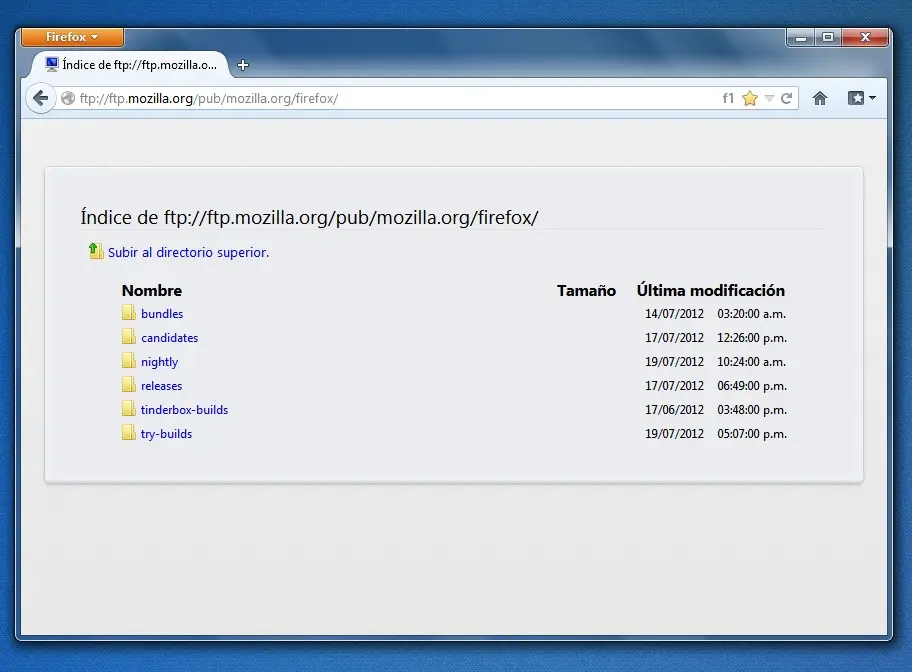 Firefox
Índice de ftp://ftp.mozilla.o...
ftp://ftp.mozilla.org/pub/mozilla.org/firefox/ f1
Índice de ftp://ftp.mozilla.org/pub/mozilla.org/firefox/
Subir al directorio superior.
Nombre Tamaño Última modificación
bundles 14/07/2012 03:20:00 a.m.
candidates 17/07/2012 12:26:00 p.m.
nightly 19/07/2012 10:24:00 a.m.
releases 17/07/2012 06:49:00 p.m.
tinderbox-builds 17/06/2012 03:48:00 p.m.
try-builds 19/07/2012 05:07:00 p.m.